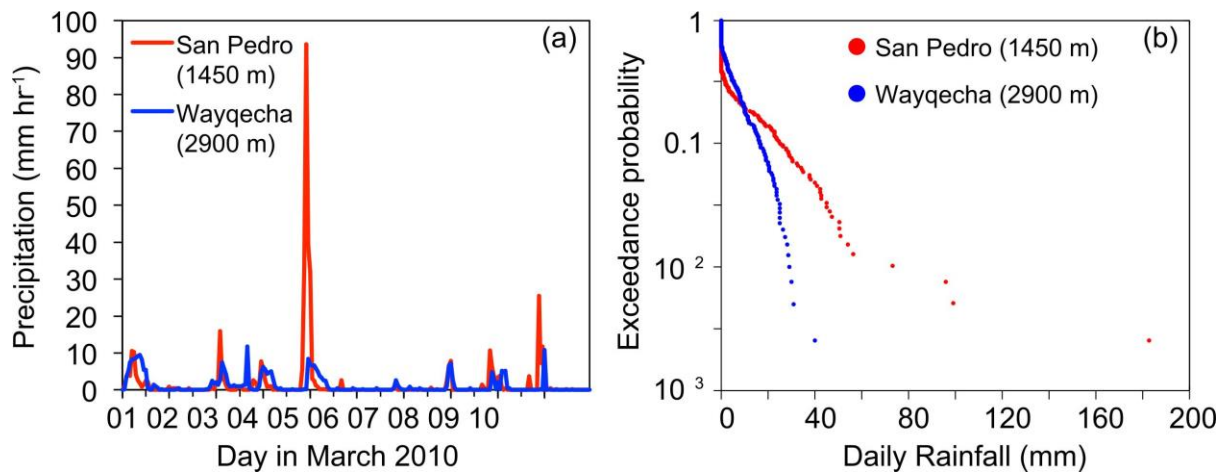 (a)
San Pedro
(1450 m)
Wayqecha
(2900 m)
Precipitation (mm hr⁻¹)
100
90
80
70
60
50
40
30
20
10
0
01 02 03 04 05 06 07 08 09 10
Day in March 2010
(b)
San Pedro (1450 m)
Wayqecha (2900 m)
Exceedance probability
1
0.1
10 ²
10 ³
0 40 80 120 160 200
Daily Rainfall (mm)